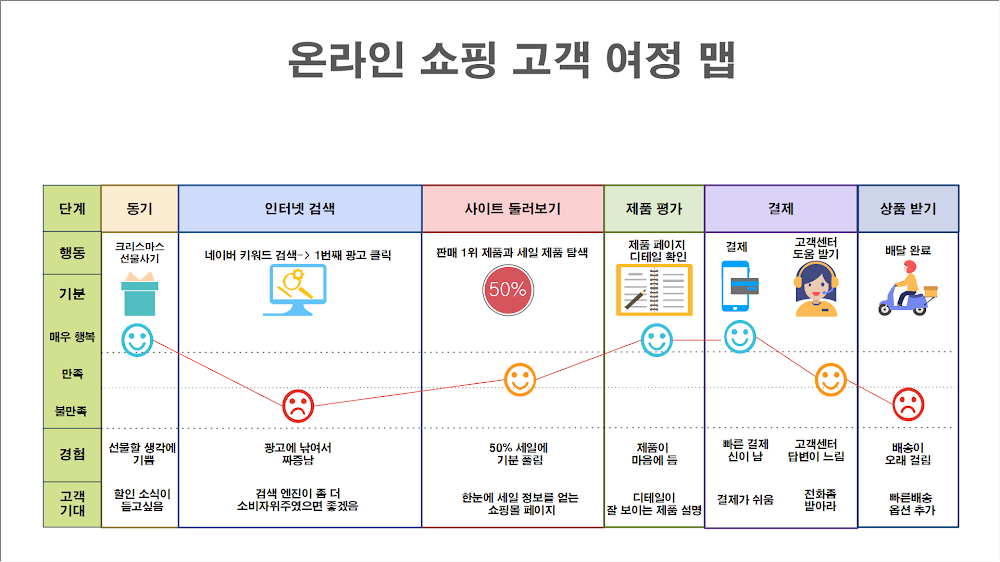 온라인 쇼핑 고객 여정 맵
단계
동기
인터넷 검색
사이트 둘러보기
제품 평가
결제
상품 받기
행동
크리스마스
선물사기
네이버 키워드 검색-> 1번째 광고 클릭
판매 1위 제품과 세일 제품 탐색
제품 페이지
디테일 확인
결제
고객센터
도움 받기
배달 완료
기분
50%
매우 행복
만족
불만족
경험
선물할 생각에
기쁨
광고에 낚여서
짜증남
50% 세일에
기분 풀림
제품이
마음에 듬
빠른 결제
신이 남
고객센터
답변이 느림
배송이
오래 걸림
고객
기대
할인 소식이
듣고싶음
검색 엔진이 좀 더
소비자위주였으면 좋겠음
한눈에 세일 정보를 얻는
쇼핑몰 페이지
디테일이
잘 보이는 제품 설명
결제가 쉬움
전화좀
받아라
빠른배송
옵션 추가